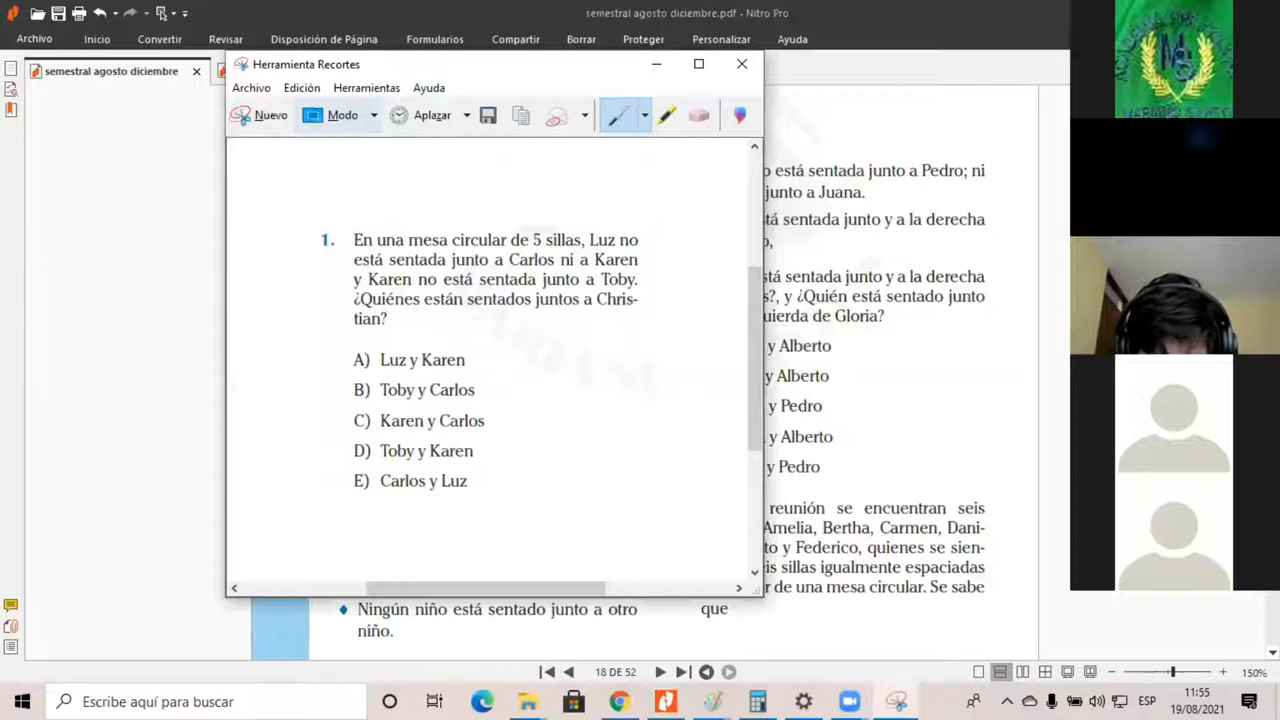 semestral agosto diciembre.pdf - Nitro Pro
Archivo Inicio Convertir Revisar Disposición de Página Formularios Compartir Borrar Proteger Personalizar Ayuda
semestral agosto diciembre
Herramienta Recortes
Archivo Edición Herramientas Ayuda
Nuevo Modo Aplazar
1. En una mesa circular de 5 sillas, Luz no
está sentada junto a Carlos ni a Karen
y Karen no está sentada junto a Toby.
¿Quiénes están sentados juntos a Chris-
tian?
A) Luz y Karen
B) Toby y Carlos
C) Karen y Carlos
D) Toby y Karen
E) Carlos y Luz
o está sentada junto a Pedro; ni
junto a Juana.
stá sentada junto y a la derecha
o,
stá sentada junto y a la derecha
s?, y ¿Quién está sentado junto
uierda de Gloria?
y Alberto
y Alberto
y Pedro
y Alberto
y Pedro
reunión se encuentran seis
Amelia, Bertha, Carmen, Dani-
to y Federico, quienes se sien-
is sillas igualmente espaciadas
r de una mesa circular. Se sabe
que
Ningún niño está sentado junto a otro
niño.
18 DE 52
150%
Escribe aquí para buscar
ESP
11:55
19/08/2021